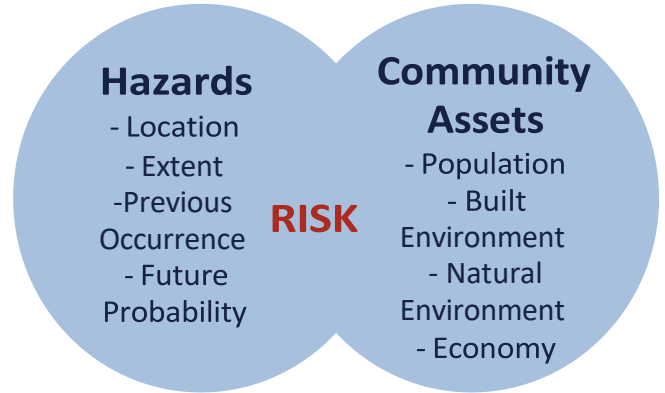 Hazards
- Location
- Extent
-Previous
Occurrence
- Future
Probability
RISK
Community
Assets
- Population
- Built
Environment
- Natural
Environment
- Economy